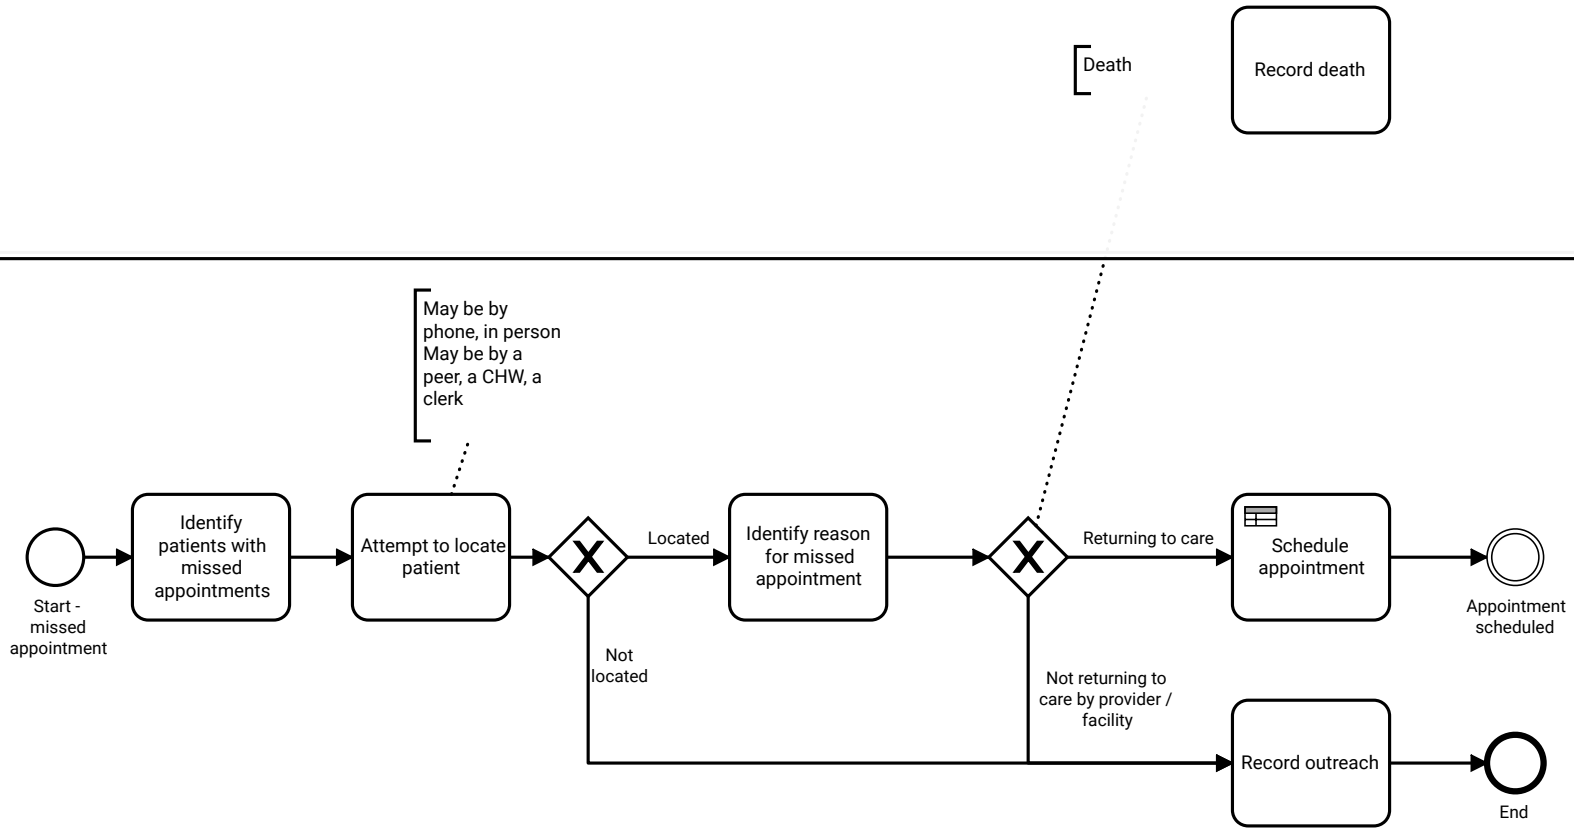 Death
Record death
May be by
phone, in person
May be by a
peer, a CHW, a
clerk
Start -
missed
appointment
Identify
patients with
missed
appointments
Attempt to locate
patient
X
Located
Not
located
Identify reason
for missed
appointment
X
Returning to care
Not returning to
care by provider /
facility
Schedule
appointment
Appointment
scheduled
Record outreach
End